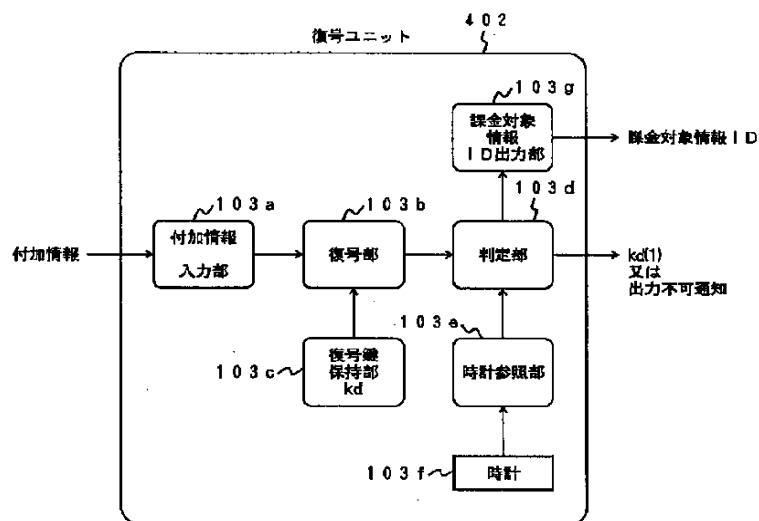 402
復号ユニット
103g
課金対象
情報
ID出力部
課金対象情報ID
103a
103b
103d
付加情報
付加情報
入力部
復号部
判定部
kd(1)
又は
出力不可通知
103e
103c
復号鍵
保持部
kd
時計参照部
103f
時計